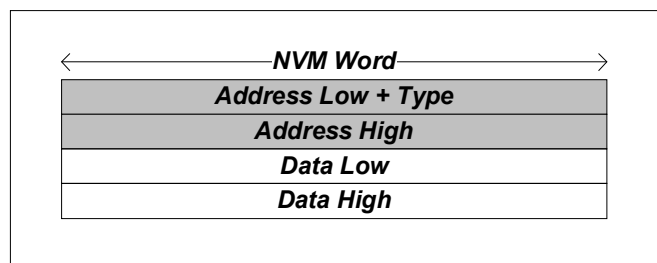 NVM Word
Address Low + Type
Address High
Data Low
Data High